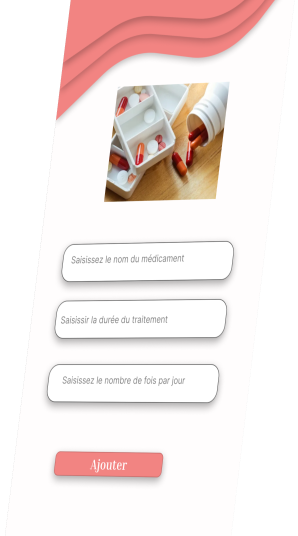 Saisissez le nom du médicament
Saisissir la durée du traitement
Saisissez le nombre de fois par jour
Ajouter